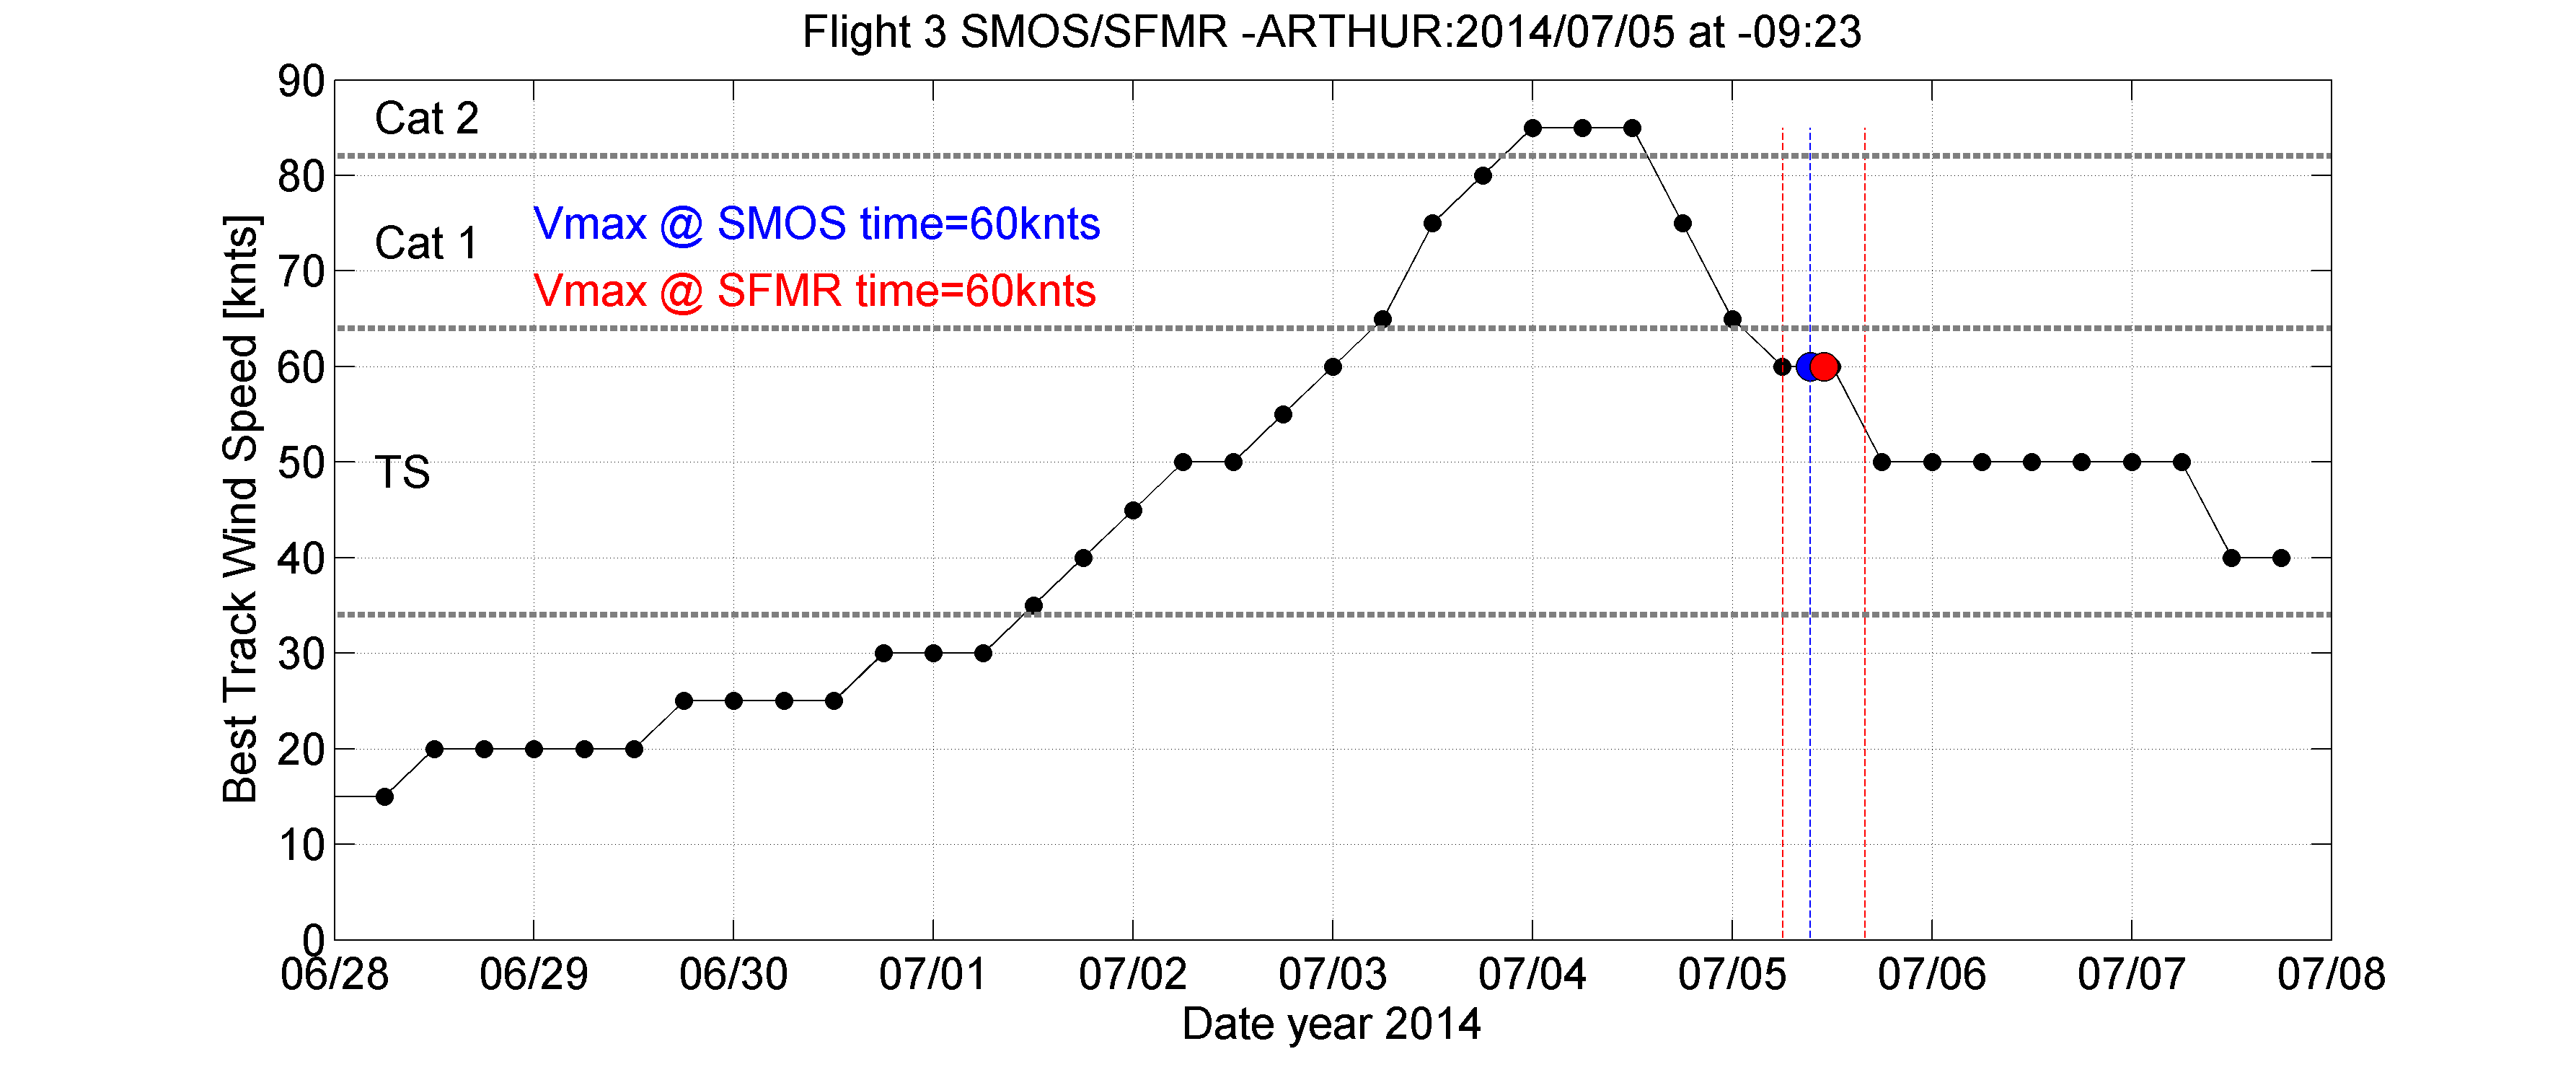 Flight 3 SMOS/SFMR -ARTHUR:2014/07/05 at -09:23
90
Cat 2
80
Vmax @ SMOS time=60knts
Cat 1
70
Vmax @ SFMR time=60knts
60
50
TS
40
30
20
10
0
Best Track Wind Speed [knts]
06/28 06/29 06/30 07/01 07/02 07/03 07/04 07/05 07/06 07/07 07/08
Date year 2014